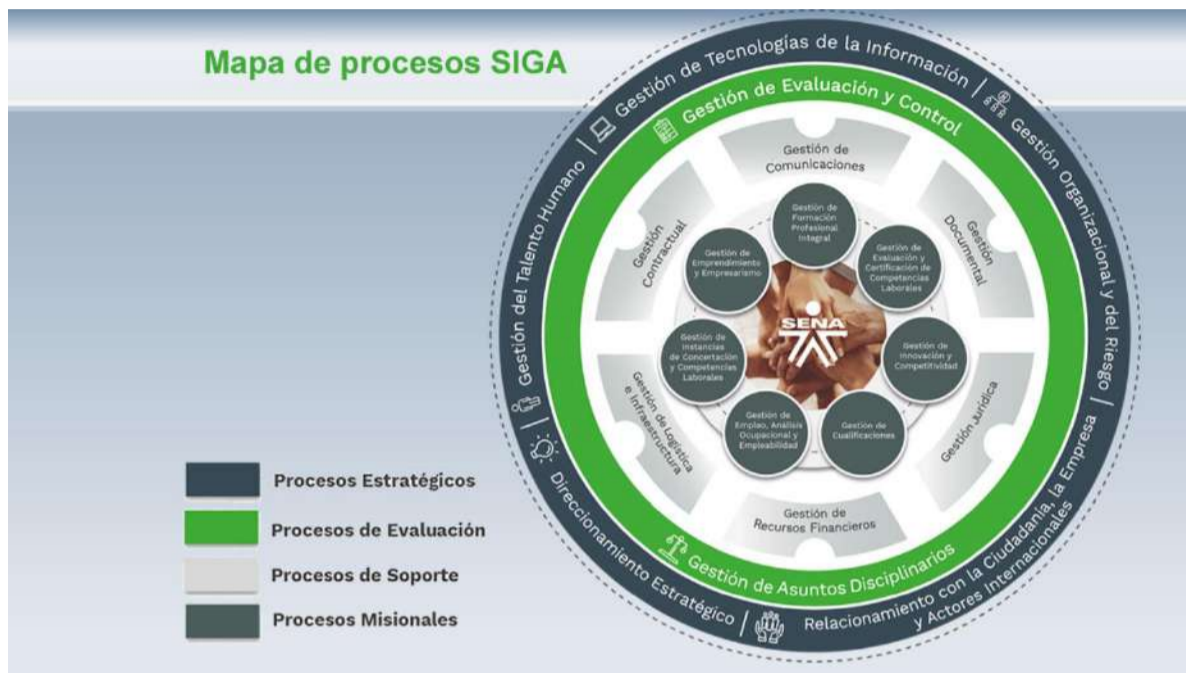 Mapa de procesos SIGA
Gestión de Tecnologías de la Información
Gestión Organizacional y del Riesgo
Relacionamiento con la Ciudadanía, la Empresa
y Actores Internacionales
Direccionamiento Estratégico
Gestión del Talento Humano
Gestión de Evaluación y Control
Gestión de Asuntos Disciplinarios
Gestión de
Comunicaciones
Gestión
Documental
Gestión Jurídica
Gestión de
Recursos Financieros
Gestión de Logística
e Infraestructura
Gestión
Contractual
Gestión de
Formación
Profesional
Integral
Gestión de
Evaluación y
Certificación de
Competencias
Laborales
Gestión de
Innovación y
Competitividad
Gestión de
Cualificaciones
Gestión de
Empleo, Análisis
Ocupacional y
Empleabilidad
Gestión de
Instancias
de Concertación
y Competencias
Laborales
Gestión de
Emprendimiento
y Empresarismo
SENA
Procesos Estratégicos
Procesos de Evaluación
Procesos de Soporte
Procesos Misionales